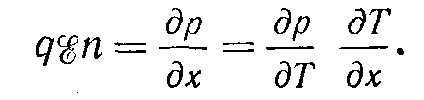 qℰn = ∂p/∂x = ∂p/∂T ∂T/∂x.